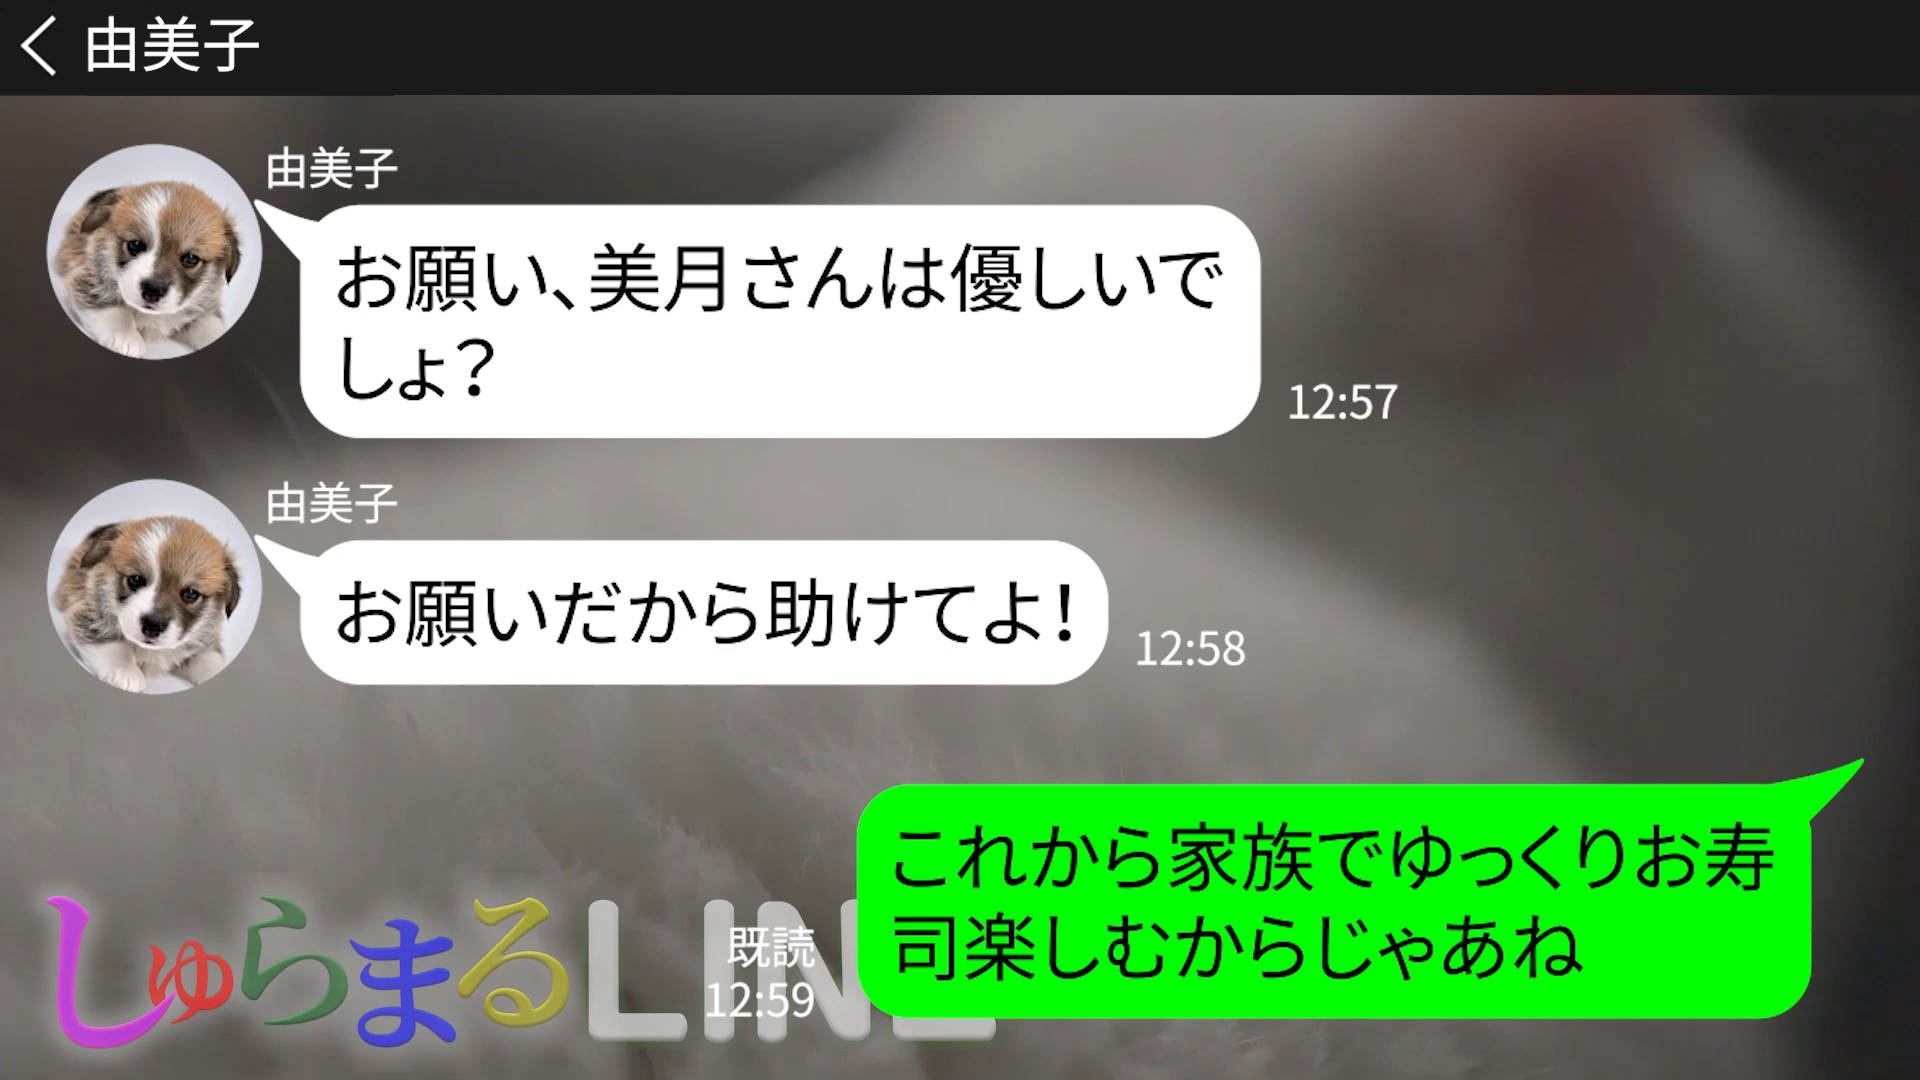 由美子
由美子
お願い、美月さんは優しいで
しょ？
12:57
由美子
お願いだから助けてよ！
12:58
これから家族でゆっくりお寿
司楽しむからじゃあね
既読
12:59
しゅらまるLINE